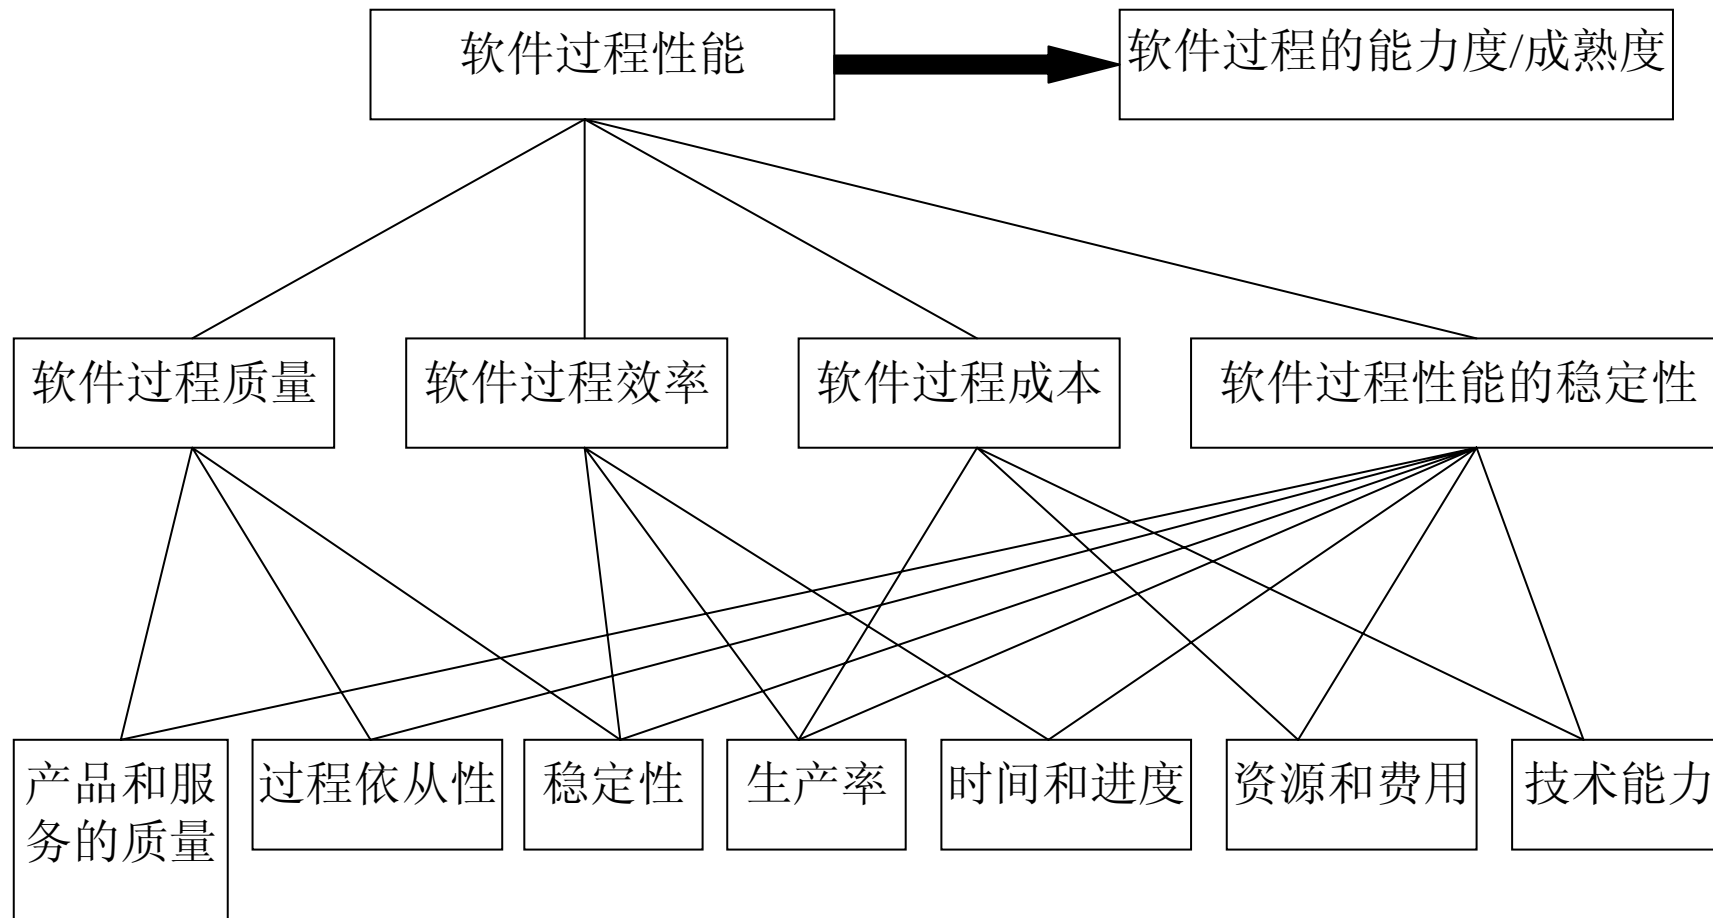 软件过程性能
软件过程的能力度/成熟度
软件过程质量
软件过程效率
软件过程成本
软件过程性能的稳定性
产品和服
务的质量
过程依从性
稳定性
生产率
时间和进度
资源和费用
技术能力